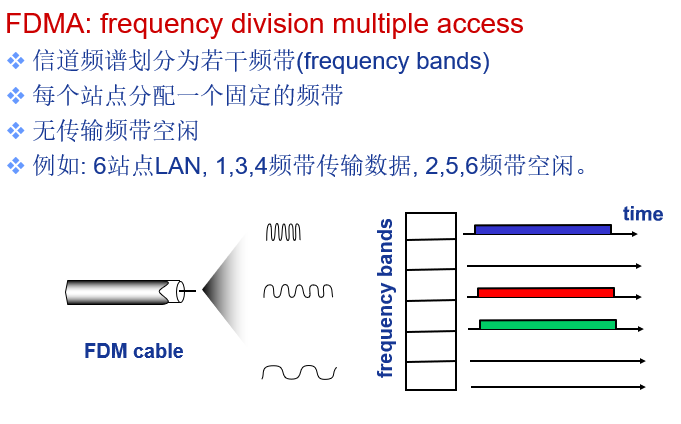 FDMA: frequency division multiple access
信道频谱划分为若干频带(frequency bands)
每个站点分配一个固定的频带
无传输频带空闲
例如: 6站点LAN, 1,3,4频带传输数据, 2,5,6频带空闲。
time
frequency bands
FDM cable